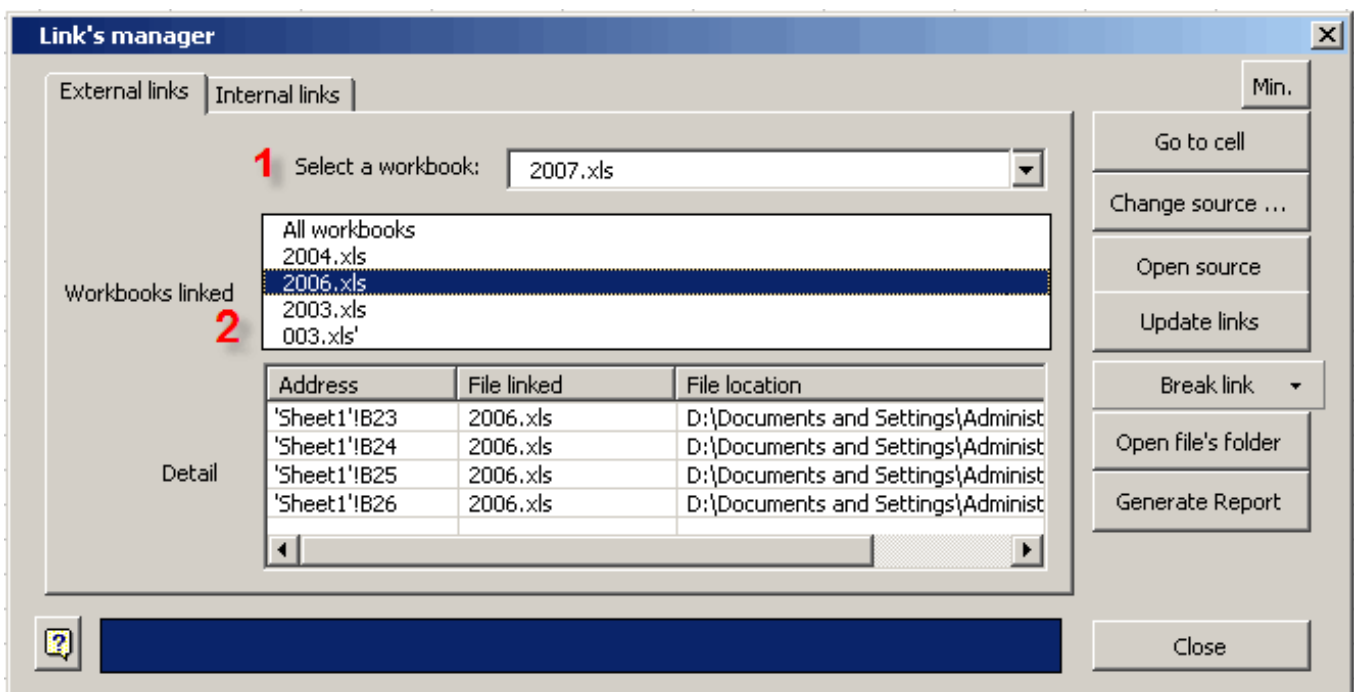 Link's manager
External links
Internal links
Min.
1 Select a workbook: 2007.xls
Go to cell
Change source ...
All workbooks
2004.xls
2006.xls
2003.xls
003.xls'
Workbooks linked
2
Open source
Update links
Break link
Address File linked File location
'Sheet1'!B23 2006.xls D:\Documents and Settings\Administ
'Sheet1'!B24 2006.xls D:\Documents and Settings\Administ
'Sheet1'!B25 2006.xls D:\Documents and Settings\Administ
'Sheet1'!B26 2006.xls D:\Documents and Settings\Administ
Detail
Open file's folder
Generate Report
?
Close